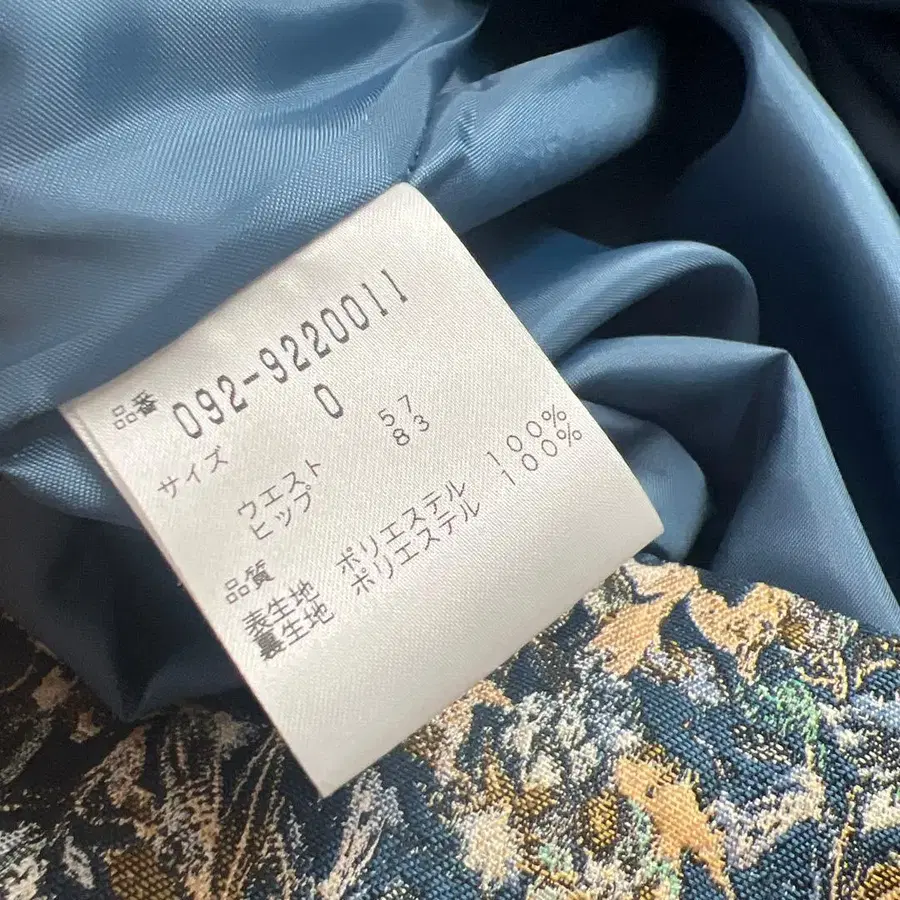 品番 092-9220011
サイズ 0
ウエスト 57
ヒップ 83
品質
表生地 ポリエステル 100%
裏生地 ポリエステル 100%